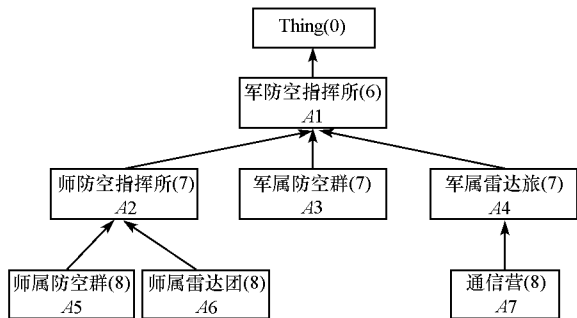 Thing(0)
军防空指挥所(6)
A1
师防空指挥所(7)
A2
军属防空群(7)
A3
军属雷达旅(7)
A4
师属防空群(8)
A5
师属雷达团(8)
A6
通信营(8)
A7